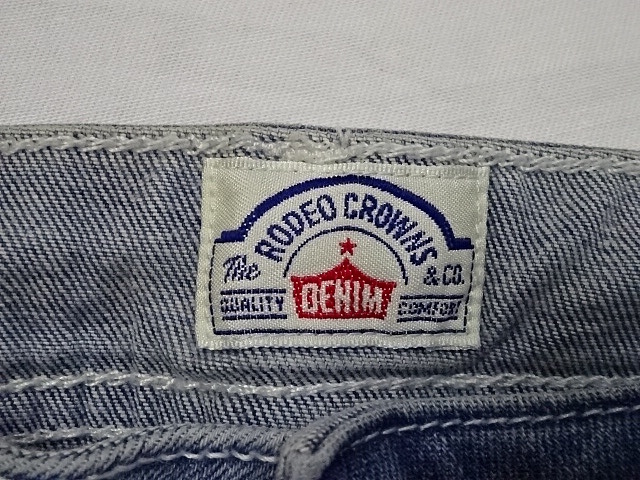 The RODEO CROWNS & CO.
QUALITY DENIM COMFORT